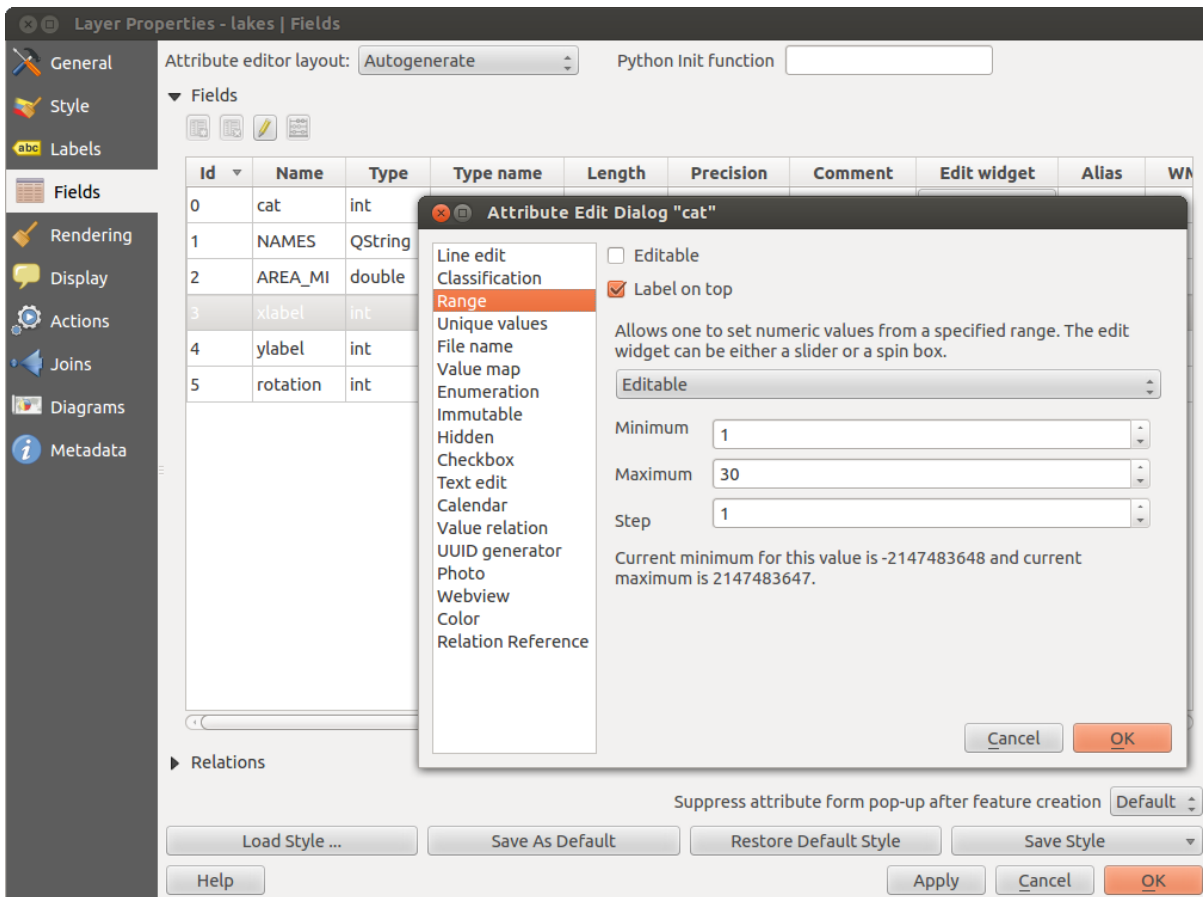 Layer Properties - lakes | Fields
General
Style
abc Labels
Fields
Rendering
Display
Actions
Joins
Diagrams
i Metadata
Attribute editor layout: Autogenerate Python Init function
Fields
Id Name Type Type name Length Precision Comment Edit widget Alias WM
0 cat int
1 NAMES QString
2 AREA_MI double
3 xlabel int
4 ylabel int
5 rotation int
Attribute Edit Dialog "cat"
Line edit
Classification
Range
Unique values
File name
Value map
Enumeration
Immutable
Hidden
Checkbox
Text edit
Calendar
Value relation
UUID generator
Photo
Webview
Color
Relation Reference
Editable
Label on top
Allows one to set numeric values from a specified range. The edit
widget can be either a slider or a spin box.
Editable
Minimum 1
Maximum 30
Step 1
Current minimum for this value is -2147483648 and current
maximum is 2147483647.
Cancel OK
Relations
Suppress attribute form pop-up after feature creation Default
Load Style ... Save As Default Restore Default Style Save Style
Help Apply Cancel OK